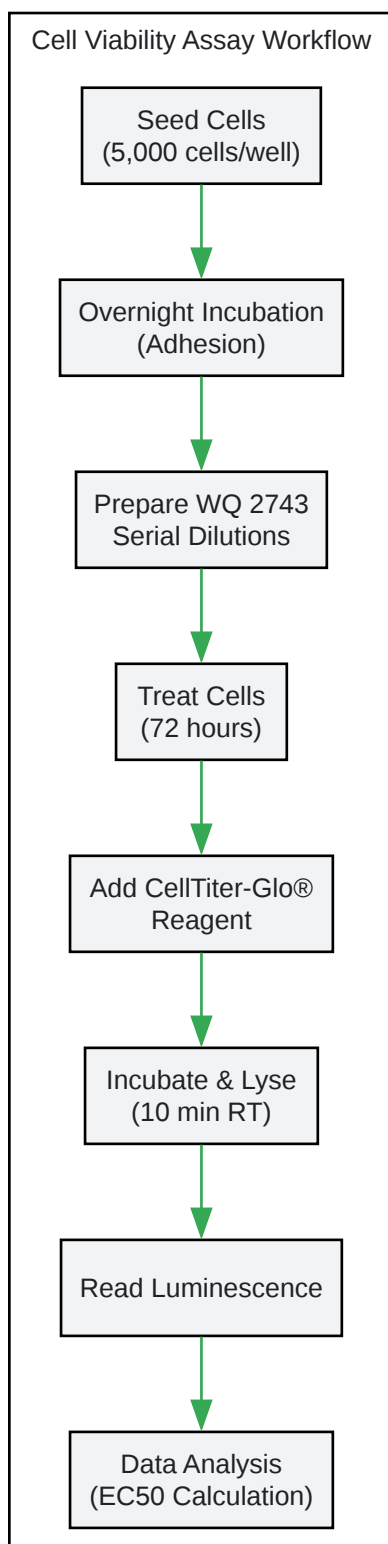 Cell Viability Assay Workflow
Seed Cells
(5,000 cells/well)
Overnight Incubation
(Adhesion)
Prepare WQ 2743
Serial Dilutions
Treat Cells
(72 hours)
Add CellTiter-Glo®
Reagent
Incubate & Lyse
(10 min RT)
Read Luminescence
Data Analysis
(EC50 Calculation)